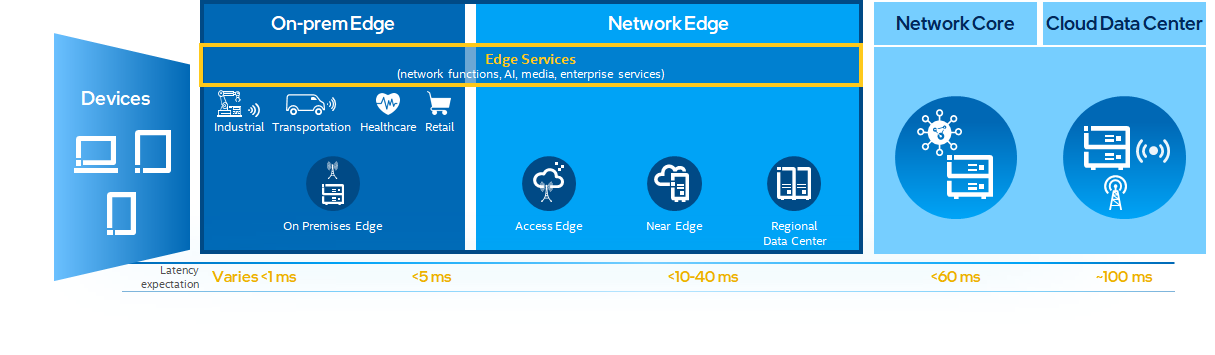 On-prem Edge
Network Edge
Network Core
Cloud Data Center
Edge Services
(network functions, AI, media, enterprise services)
Devices
Industrial
Transportation
Healthcare
Retail
On Premises Edge
Access Edge
Near Edge
Regional
Data Center
Latency
expectation
Varies <1 ms
<5 ms
<10-40 ms
<60 ms
~100 ms